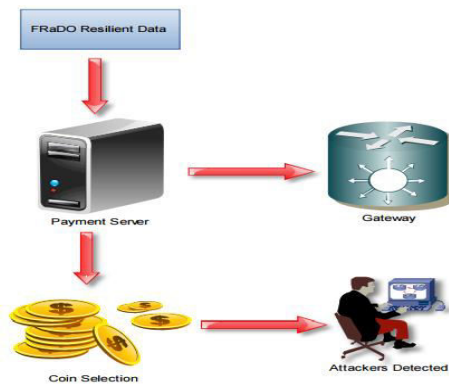 FRaDO Resilient Data
Payment Server
Gateway
Coin Selection
Attackers Detected